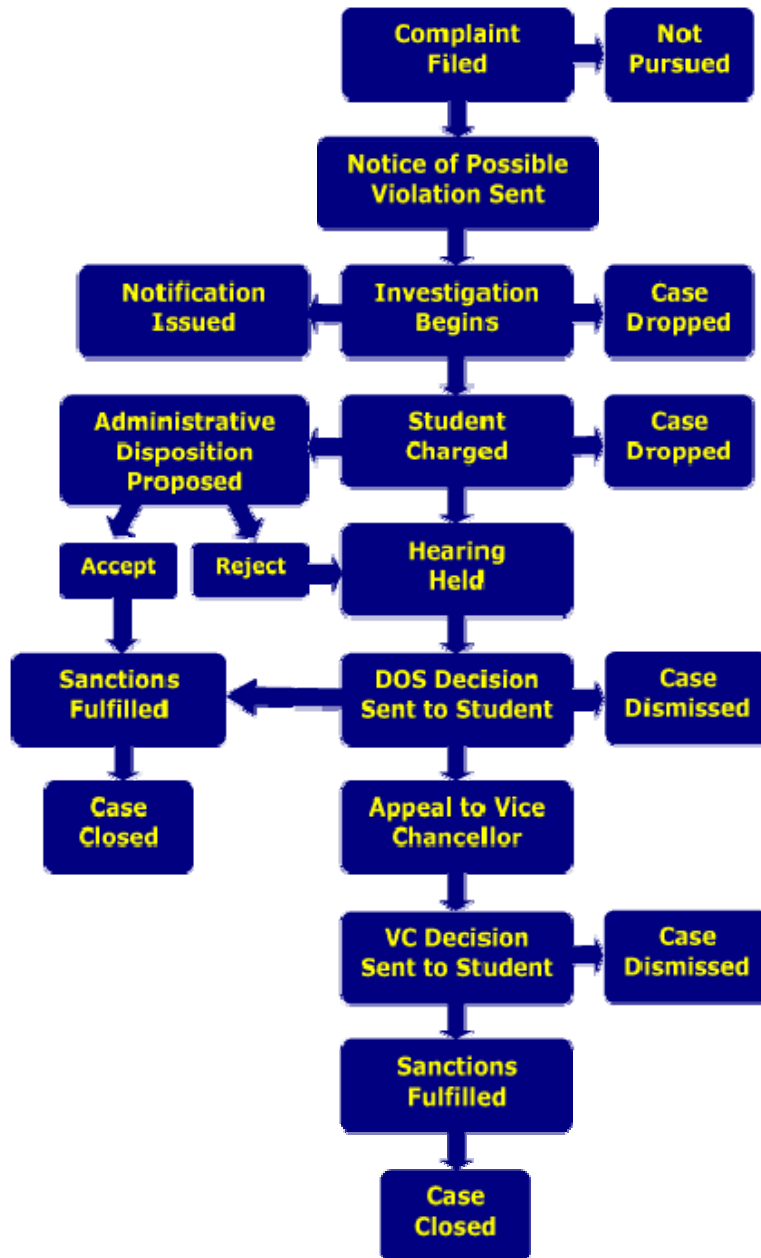 Complaint
Filed
Not
Pursued
Notice of Possible
Violation Sent
Notification
Issued
Investigation
Begins
Case
Dropped
Administrative
Disposition
Proposed
Student
Charged
Case
Dropped
Accept
Reject
Hearing
Held
Sanctions
Fulfilled
DOS Decision
Sent to Student
Case
Dismissed
Case
Closed
Appeal to Vice
Chancellor
VC Decision
Sent to Student
Case
Dismissed
Sanctions
Fulfilled
Case
Closed